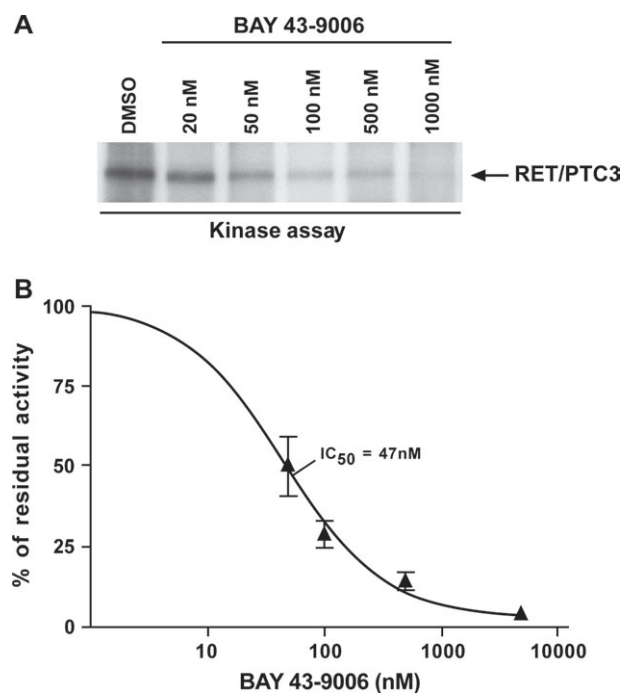 A
BAY 43-9006
DMSO
20 nM
50 nM
100 nM
500 nM
1000 nM
RET/PTC3
Kinase assay
B
% of residual activity
100
75
50
25
0
IC50 = 47nM
10
100
1000
10000
BAY 43-9006 (nM)